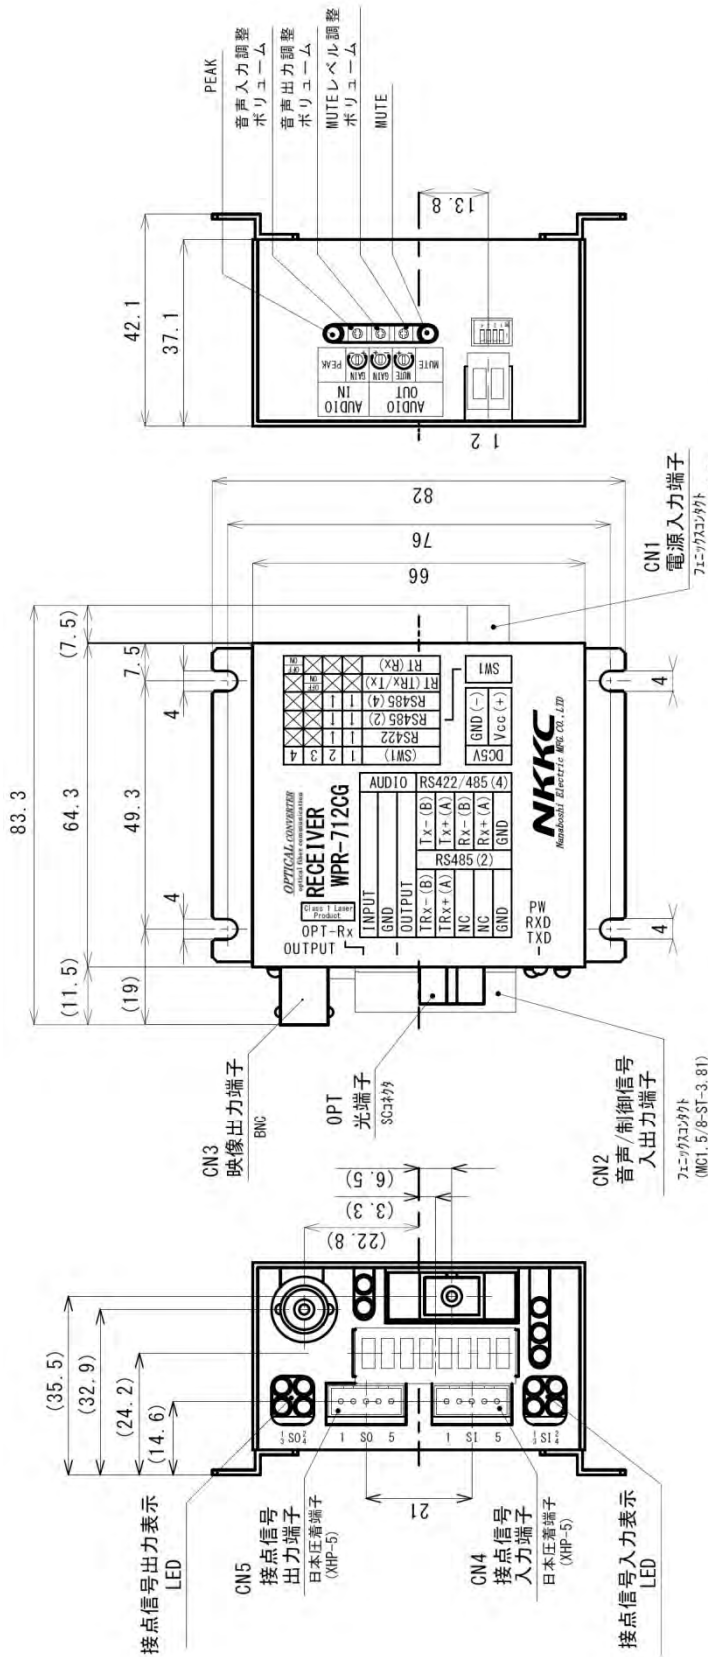 PEAK
音声入力調整
ボリューム
音声出力調整
ボリューム
MUTEレベル調整
ボリューム
MUTE
42.1
37.1
13.8
PEAK
GAIN
GAIN
MUTE
MUTE
AUDIO
IN
AUDIO
OUT
1 2
83.3
64.3
(7.5)
7.5
49.3
4
4
(11.5)
(19)
82
76
66
4
4
CN1
電源入力端子
フェニックスコンタクト
OPTICAL CONVERTER
optical fiber communication
RECEIVER
WPR-712CG
Class 1 Laser
Product
OPT-Rx
OUTPUT
(SW1) 1 2 3 4
RS422 ↓ ↓
RS485(2) ↓ ↓
RS485(4) ↓ ↓
RT(TRx/Tx) ON OFF
RT(Rx) ON OFF
SW1
DC5V
GND(-)
Vcc(+)
AUDIO
INPUT
GND
OUTPUT
RS422/485(4)
RS485(2)
TRx-(B) Tx-(B)
TRx+(A) Tx+(A)
NC Rx-(B)
NC Rx+(A)
GND GND
PW
RXD
TXD
NKKC
Nanaboshi Electric MFG.CO.,LTD
CN3
映像出力端子
BNC
OPT
光端子
SCコネクタ
CN2
音声/制御信号
入出力端子
フェニックスコンタクト
(MC1.5/8-ST-3.81)
(35.5)
(32.9)
(24.2)
(14.6)
(22.8)
(3.3)
(6.5)
21
1 3 SO 2 4
1 SO 5
1 SI 5
1 3 SI 2 4
接点信号出力表示
LED
CN5
接点信号
出力端子
日本圧着端子
(XHP-5)
CN4
接点信号
入力端子
日本圧着端子
(XHP-5)
接点信号入力表示
LED